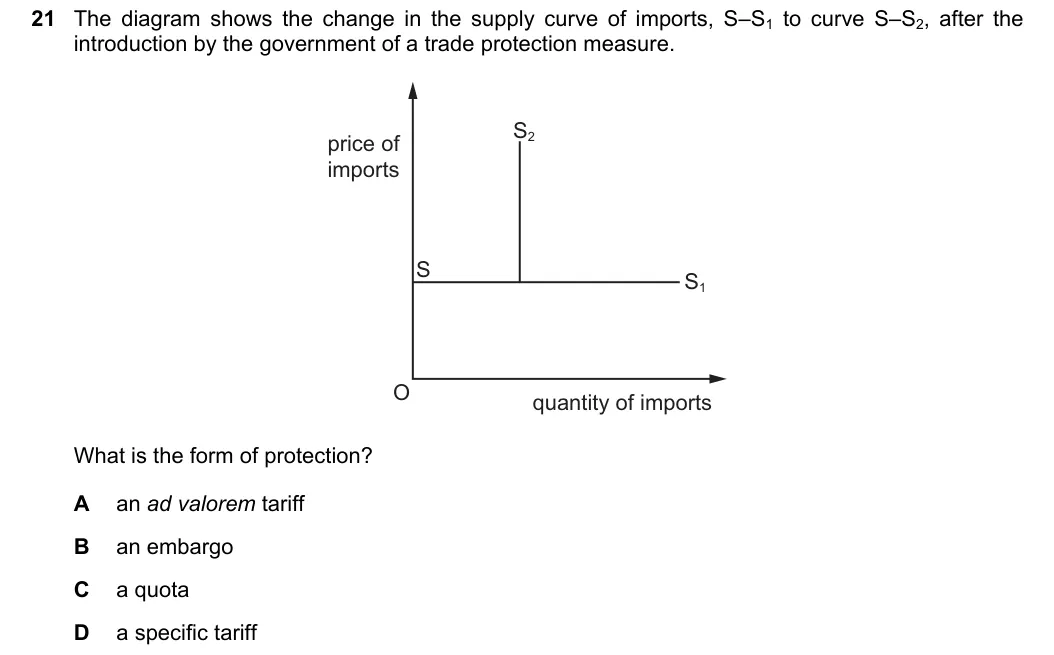 21 The diagram shows the change in the supply curve of imports, S–S₁ to curve S–S₂, after the
introduction by the government of a trade protection measure.
price of
imports
S₂
S
S₁
O
quantity of imports
What is the form of protection?
A an ad valorem tariff
B an embargo
C a quota
D a specific tariff